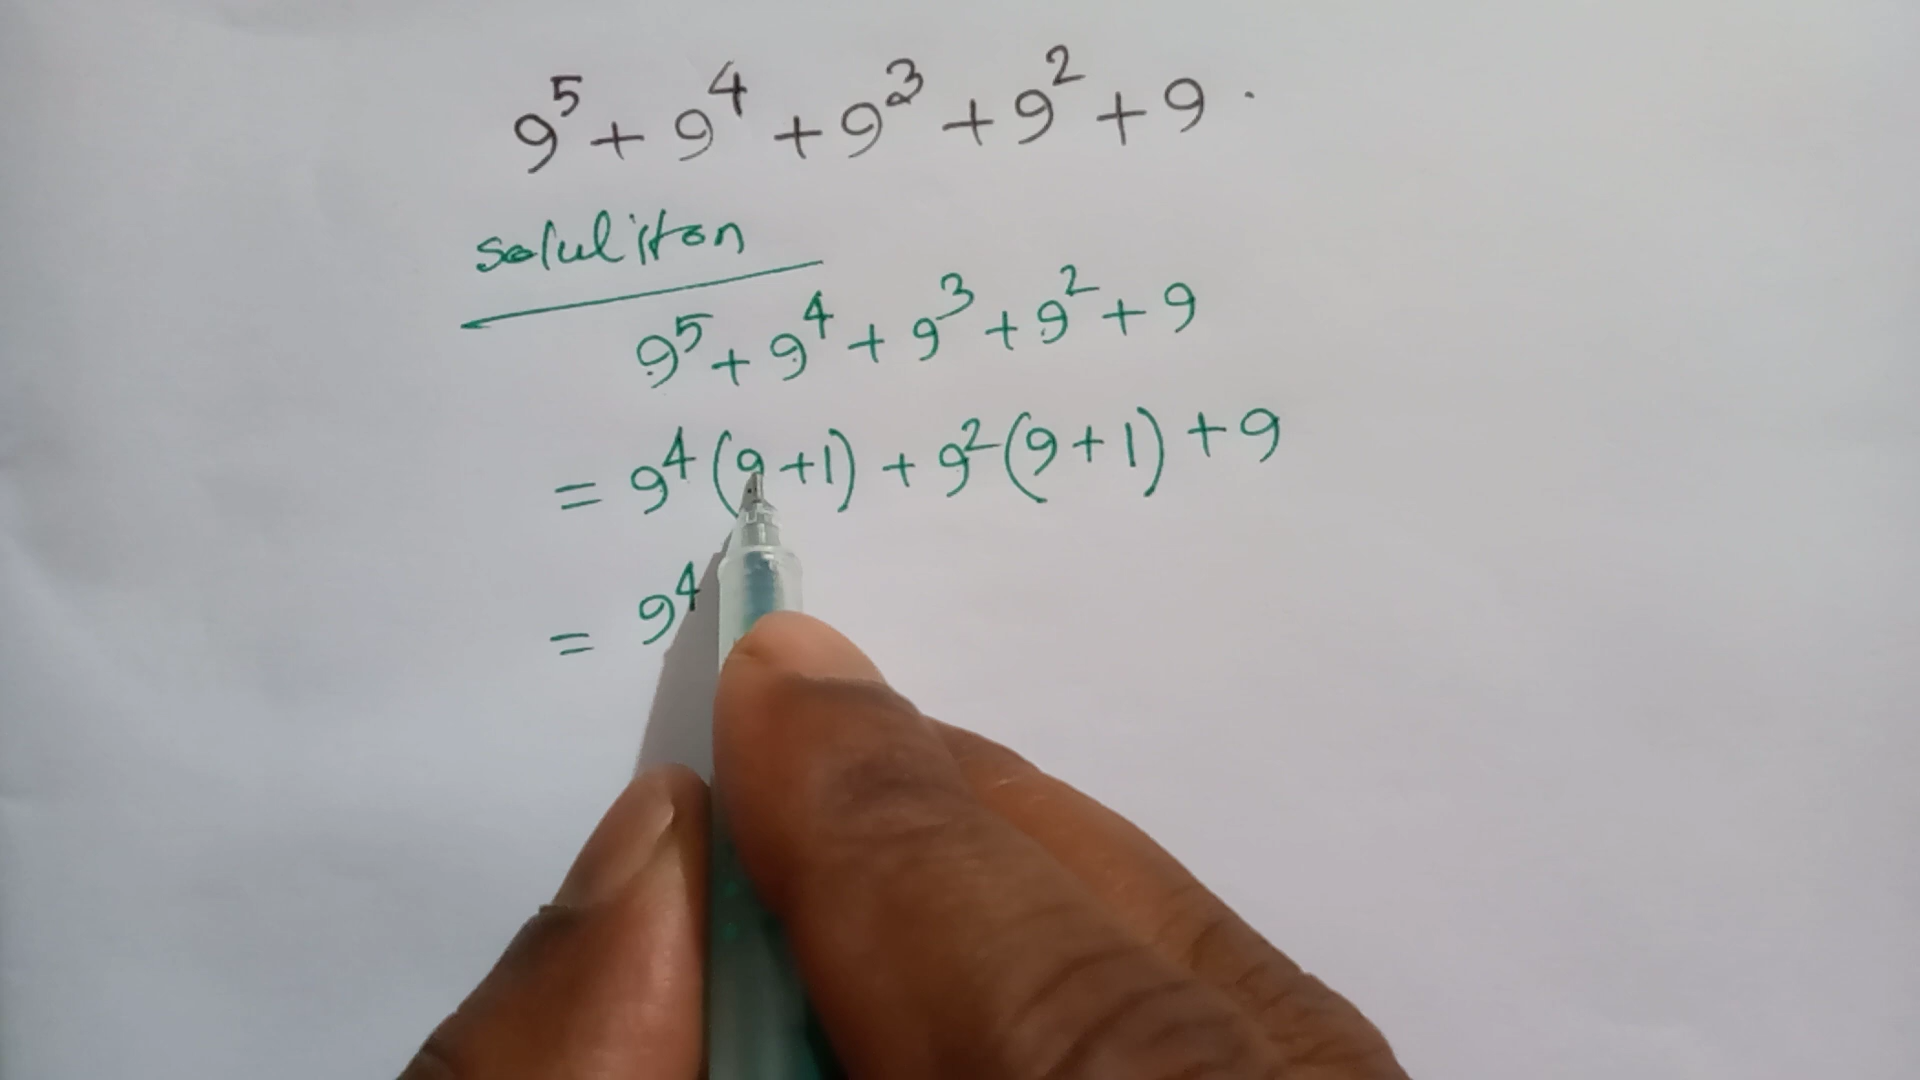 9⁵ + 9⁴ + 9³ + 9² + 9 .
soluliton
9⁵ + 9⁴ + 9³ + 9² + 9
= 9⁴(9+1) + 9²(9+1) + 9
= 9⁴